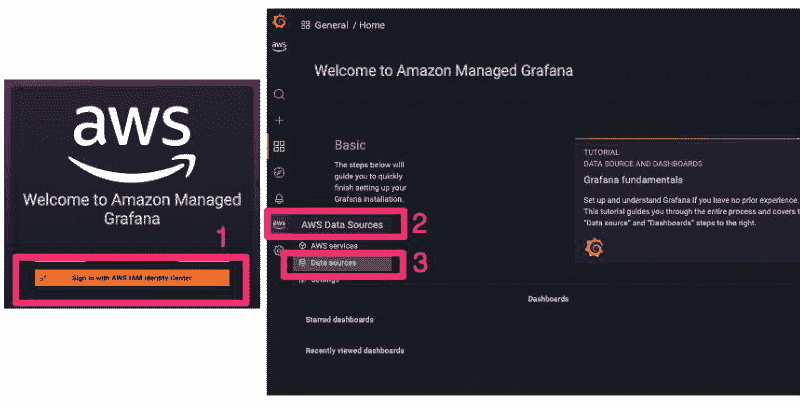 aws
Welcome to Amazon Managed
Grafana
1
Sign in with AWS IAM Identity Center
General / Home
aws
Welcome to Amazon Managed Grafana
Basic
The steps below will
guide you to quickly
finish setting up your
Grafana installation.
TUTORIAL
DATA SOURCE AND DASHBOARDS
Grafana fundamentals
Set up and understand Grafana if you have no prior experience.
This tutorial guides you through the entire process and covers t
"Data source" and "Dashboards" steps to the right.
aws
AWS Data Sources
2
AWS services
Data sources
3
Settings
Dashboards
Starred dashboards
Recently viewed dashboards